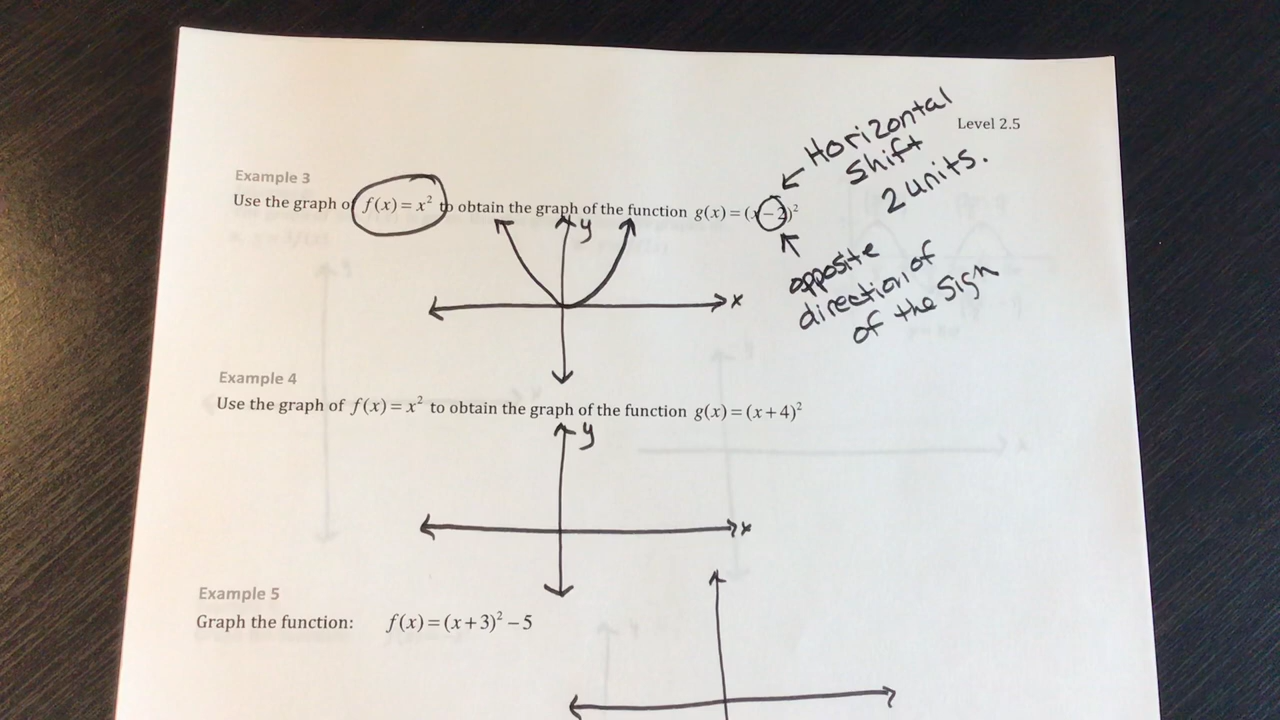 Level 2.5
Example 3
Use the graph of f(x) = x² to obtain the graph of the function g(x) = (x − 2)²
Horizontal
shift
2 units.
opposite
direction of
of the sign
y
x
Example 4
Use the graph of f(x) = x² to obtain the graph of the function g(x) = (x + 4)²
y
x
Example 5
Graph the function: f(x) = (x + 3)² − 5